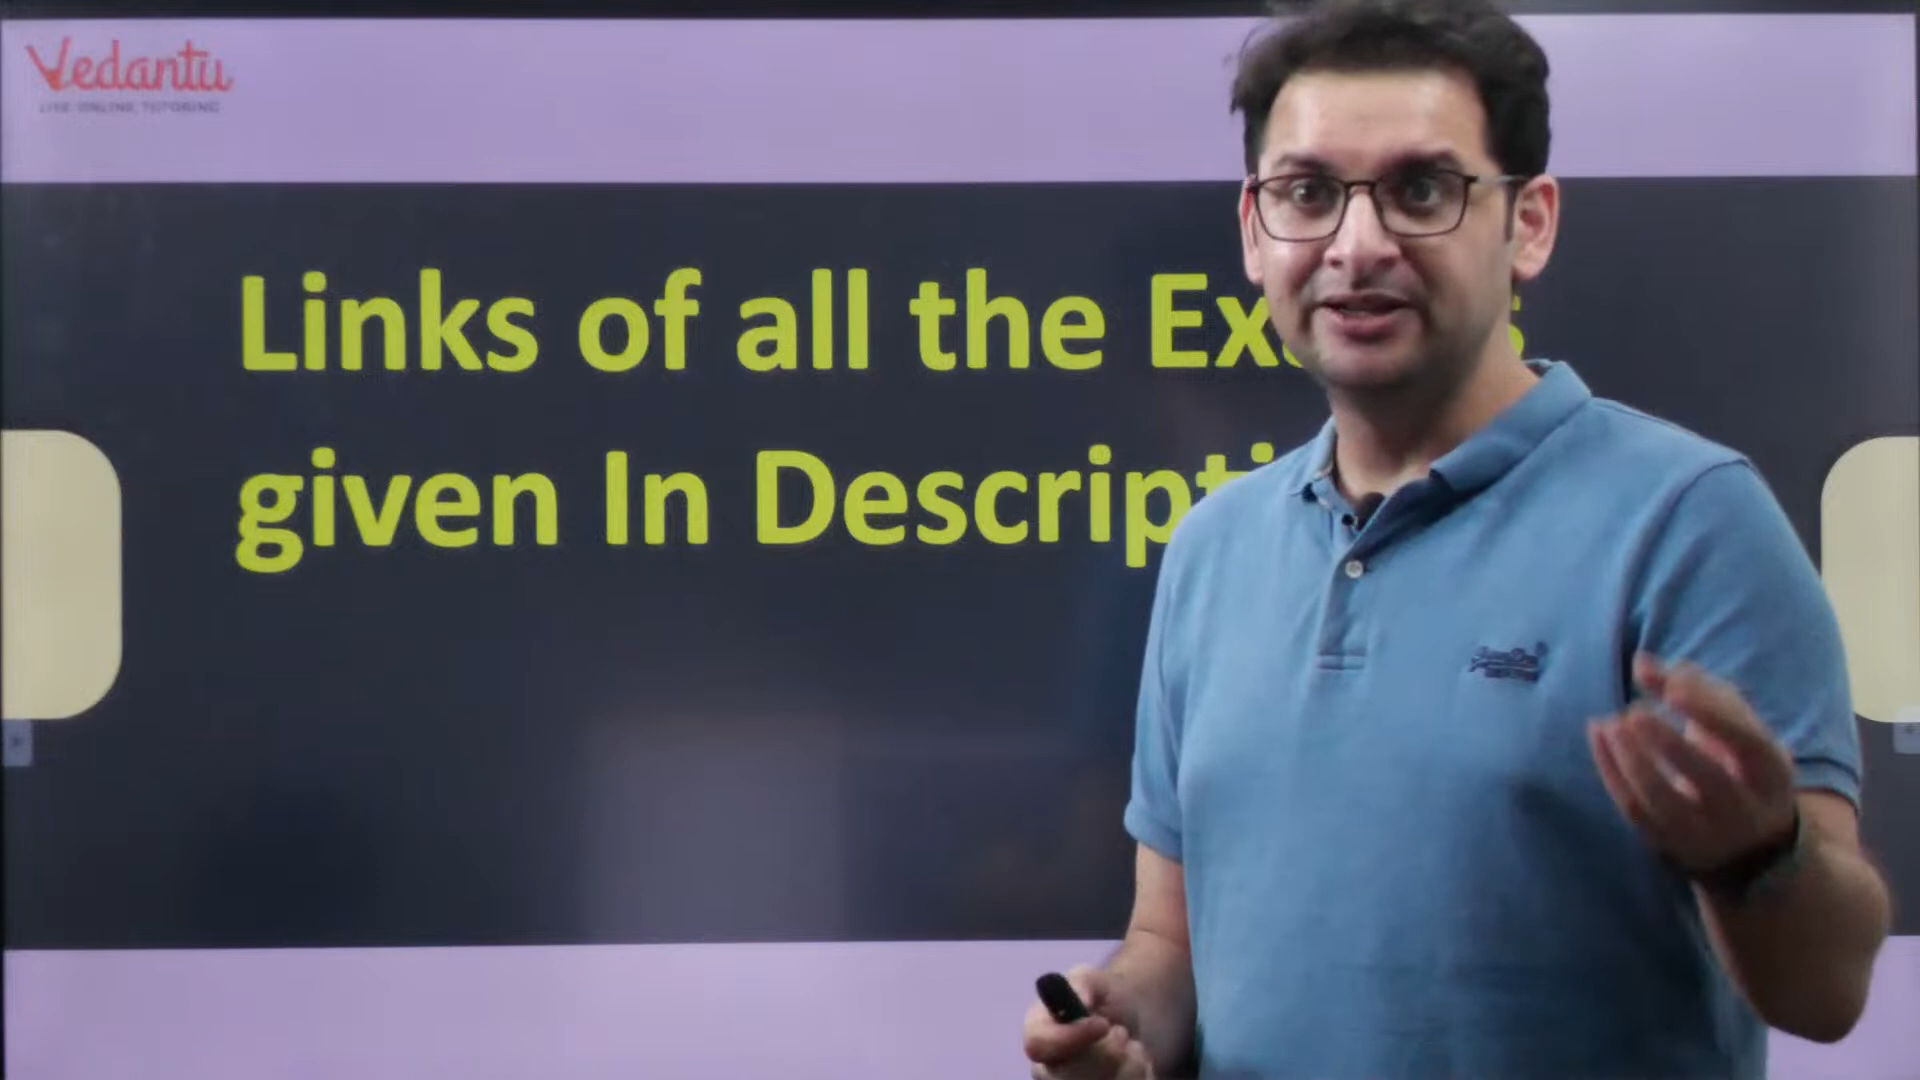 Vedantu
LIVE ONLINE TUTORING
Links of all the
given In